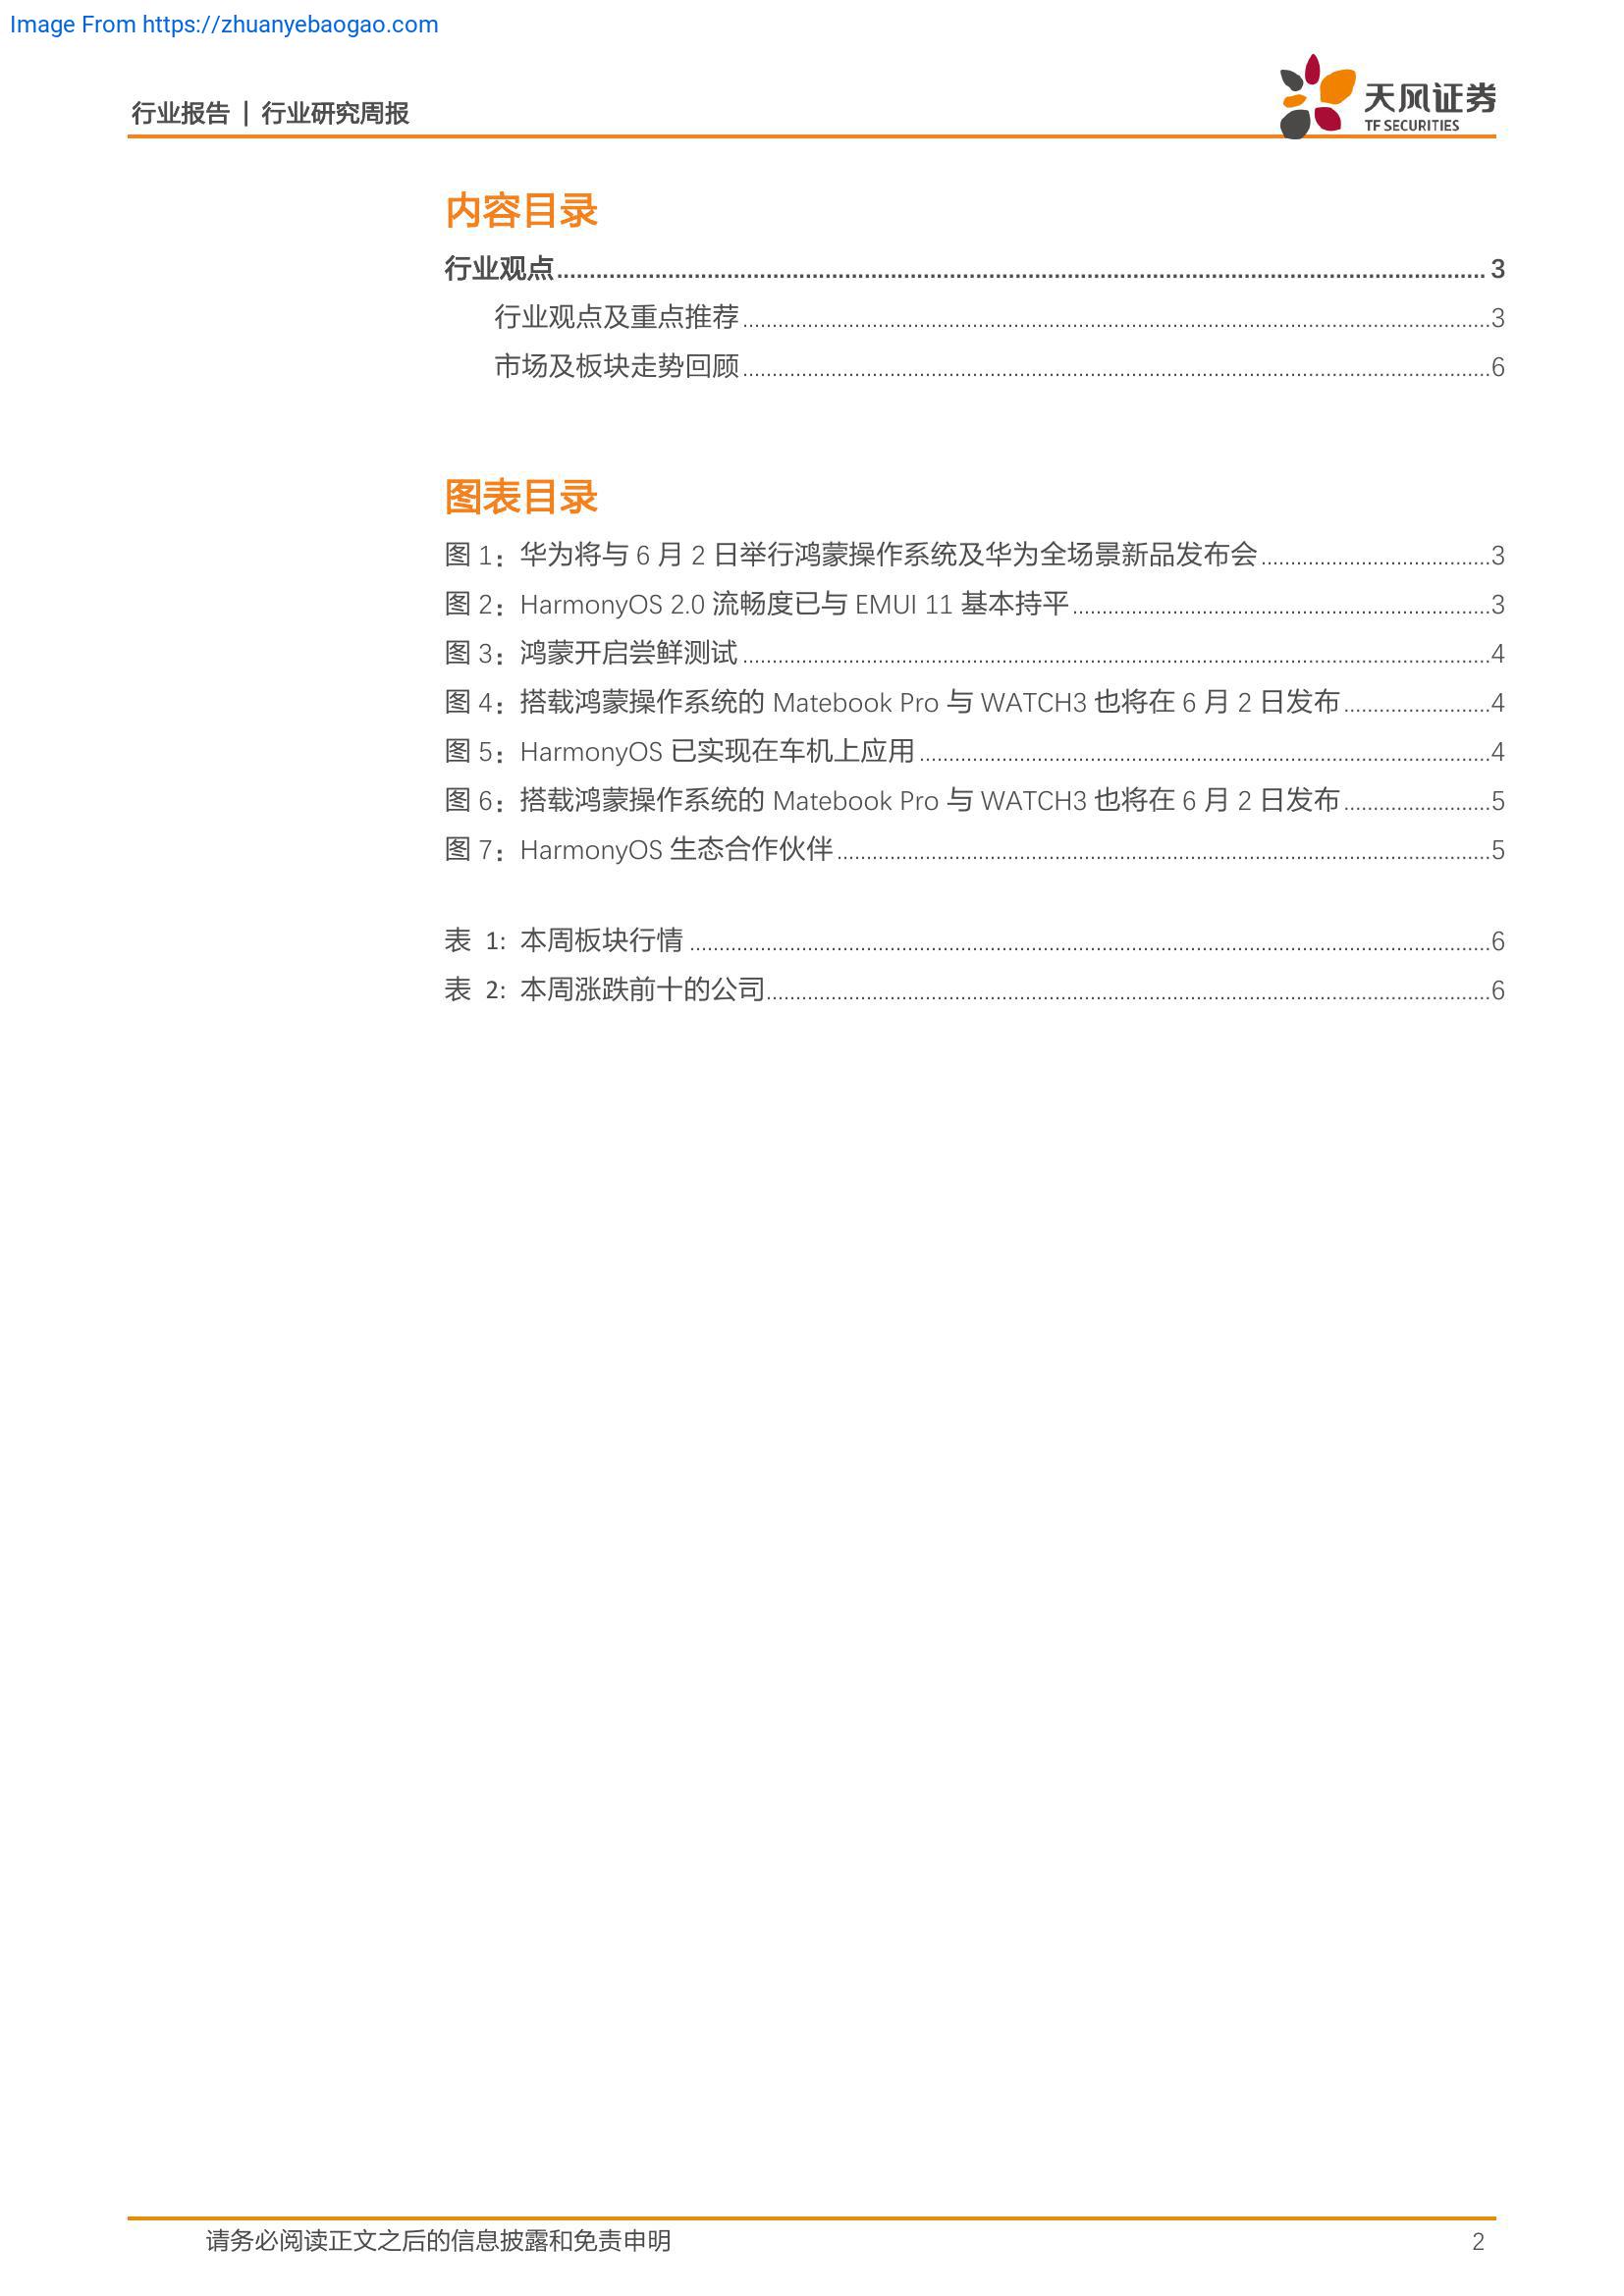 Image From https://zhuanyebaogao.com
行业报告 | 行业研究周报
天风证券
TF SECURITIES
内容目录
行业观点 3
行业观点及重点推荐 3
市场及板块走势回顾 6
图表目录
图 1：华为将与 6 月 2 日举行鸿蒙操作系统及华为全场景新品发布会 3
图 2：HarmonyOS 2.0 流畅度已与 EMUI 11 基本持平 3
图 3：鸿蒙开启尝鲜测试 4
图 4：搭载鸿蒙操作系统的 Matebook Pro 与 WATCH3 也将在 6 月 2 日发布 4
图 5：HarmonyOS 已实现在车机上应用 4
图 6：搭载鸿蒙操作系统的 Matebook Pro 与 WATCH3 也将在 6 月 2 日发布 5
图 7：HarmonyOS 生态合作伙伴 5
表 1：本周板块行情 6
表 2：本周涨跌前十的公司 6
请务必阅读正文之后的信息披露和免责申明 2